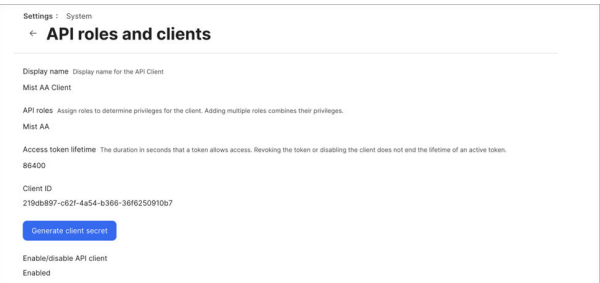 Settings : System
← API roles and clients
Display name Display name for the API Client
Mist AA Client
API roles Assign roles to determine privileges for the client. Adding multiple roles combines their privileges.
Mist AA
Access token lifetime The duration in seconds that a token allows access. Revoking the token or disabling the client does not end the lifetime of an active token.
86400
Client ID
219db897-c62f-4a54-b366-36f6250910b7
Generate client secret
Enable/disable API client
Enabled